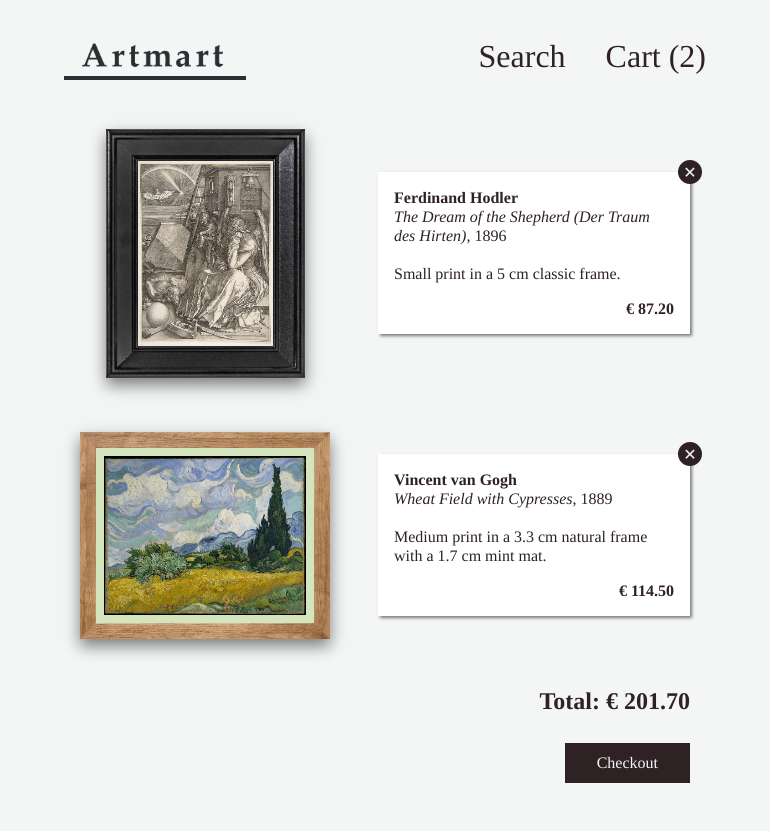 Artmart
Search
Cart (2)
Ferdinand Hodler
The Dream of the Shepherd (Der Traum
des Hirten), 1896
Small print in a 5 cm classic frame.
€ 87.20
Vincent van Gogh
Wheat Field with Cypresses, 1889
Medium print in a 3.3 cm natural frame
with a 1.7 cm mint mat.
€ 114.50
Total: € 201.70
Checkout